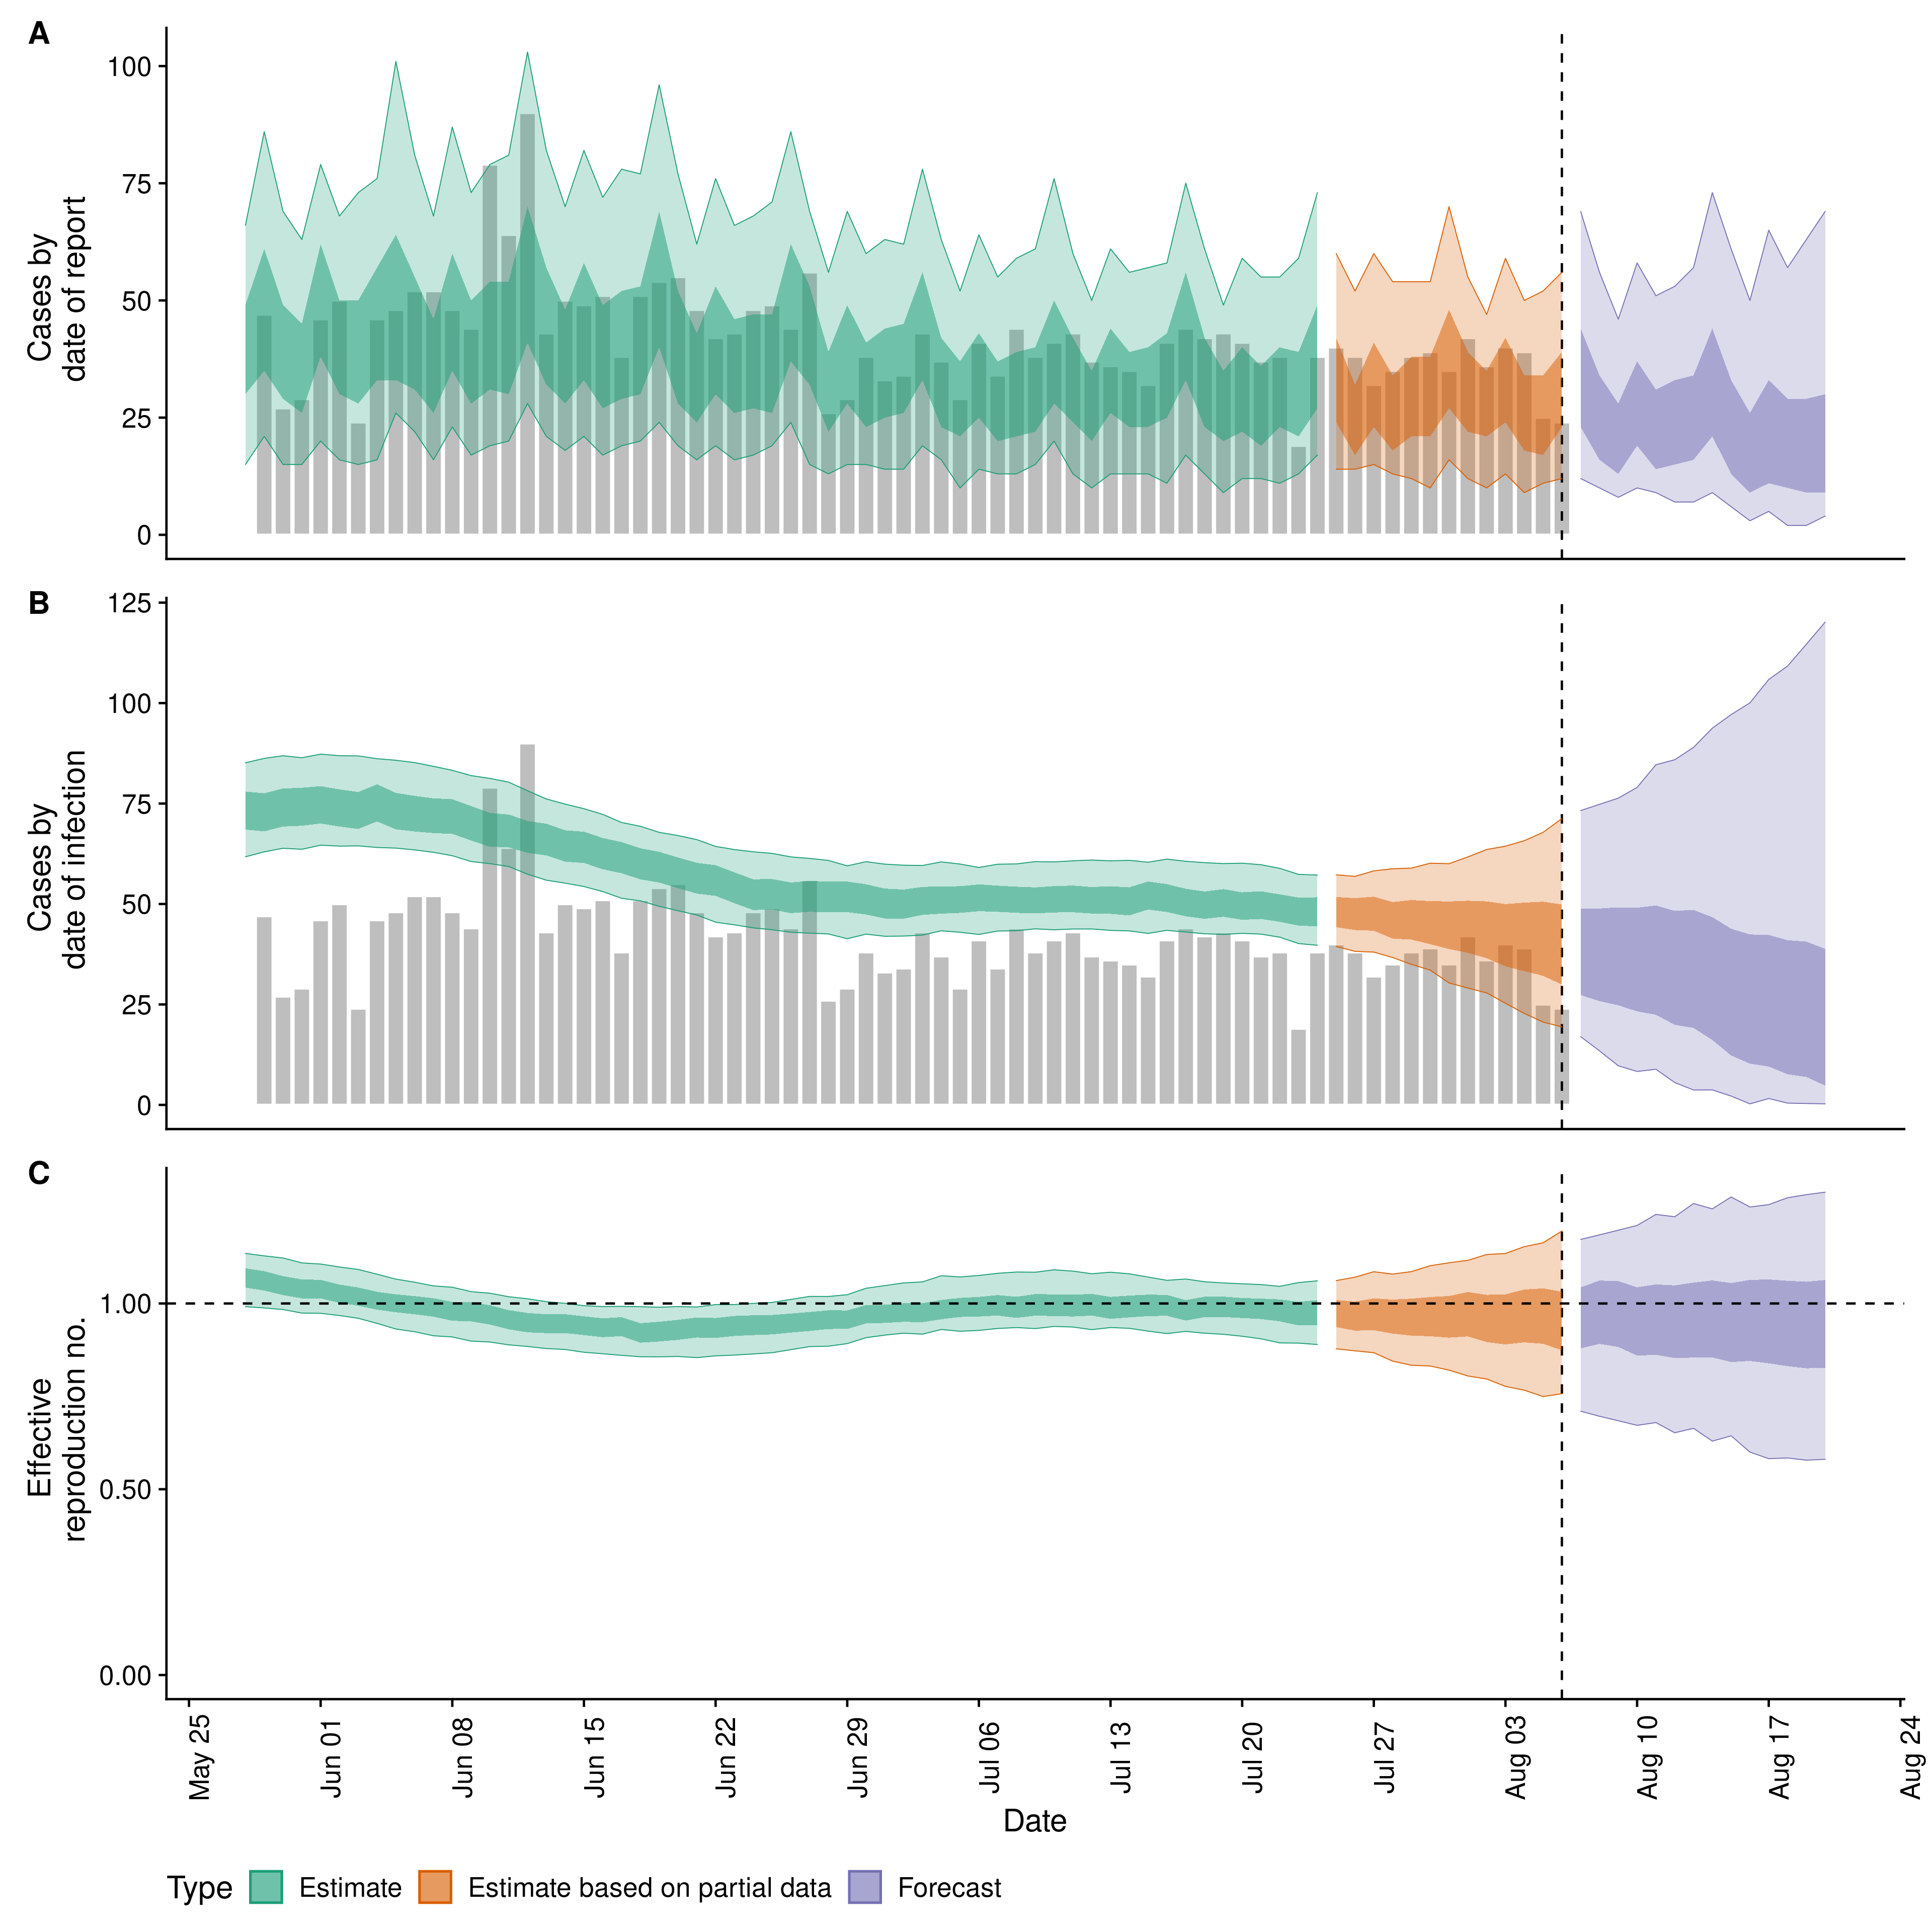 A
Cases by
date of report
100
75
50
25
0
B
Cases by
date of infection
125
100
75
50
25
0
C
Effective
reproduction no.
1.00
0.50
0.00
May 25
Jun 01
Jun 08
Jun 15
Jun 22
Jun 29
Jul 06
Jul 13
Jul 20
Jul 27
Aug 03
Aug 10
Aug 17
Aug 24
Date
Type Estimate Estimate based on partial data Forecast